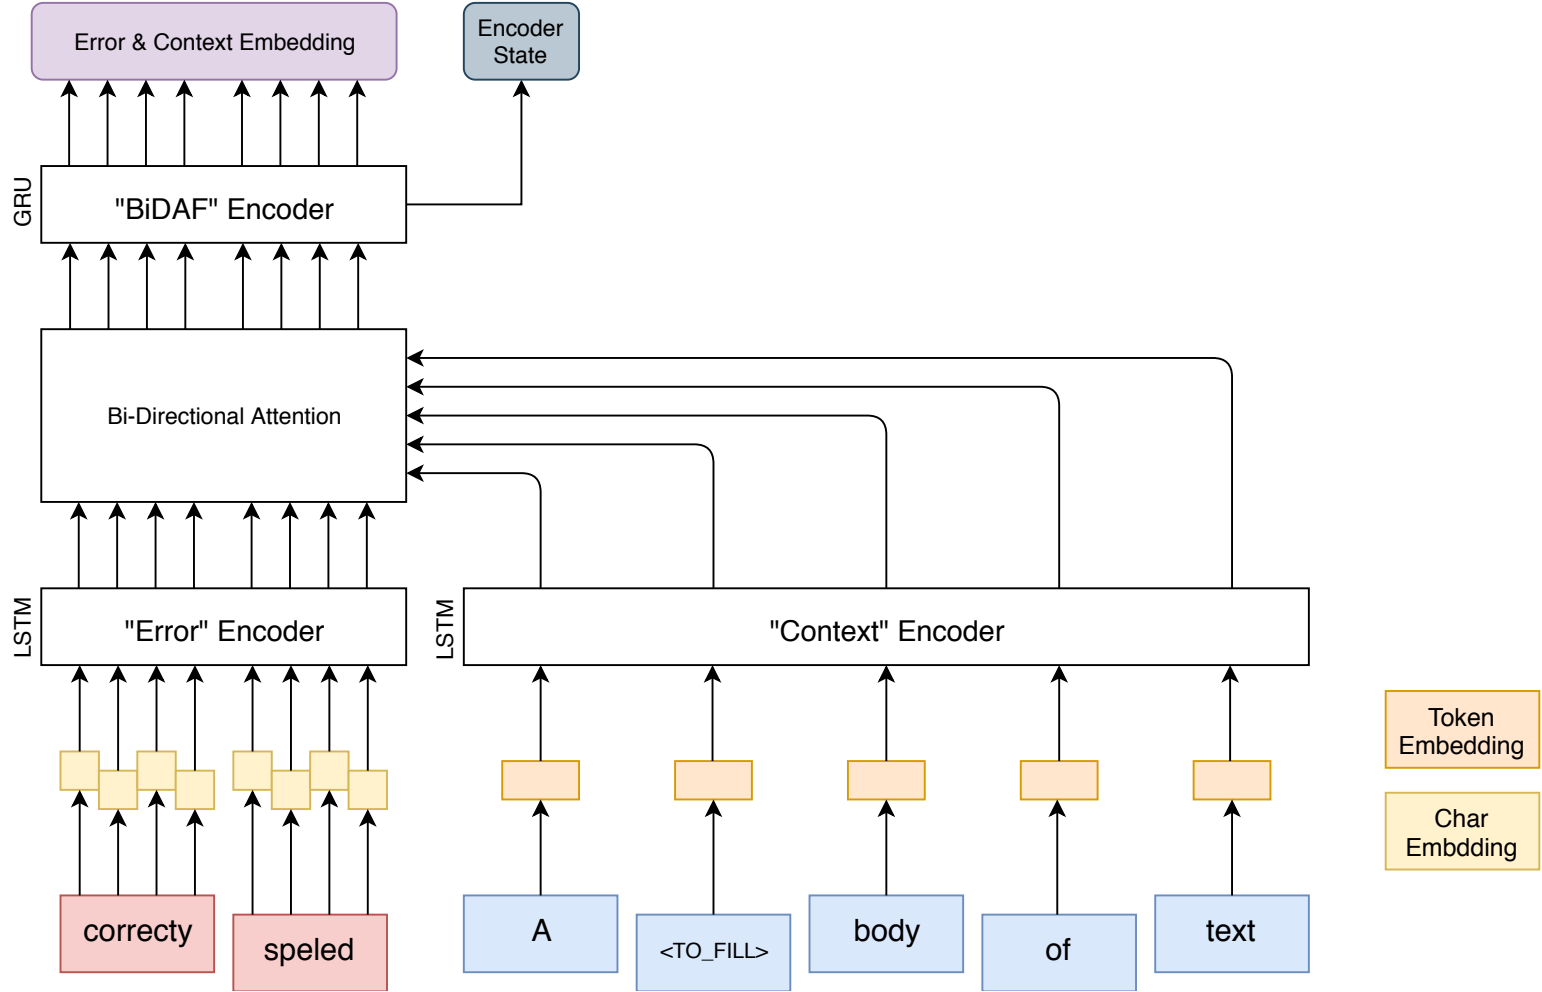 Error & Context Embedding
Encoder
State
GRU
"BiDAF" Encoder
Bi-Directional Attention
LSTM
"Error" Encoder
LSTM
"Context" Encoder
Token
Embedding
Char
Embdding
correcty
speled
A
<TO_FILL>
body
of
text